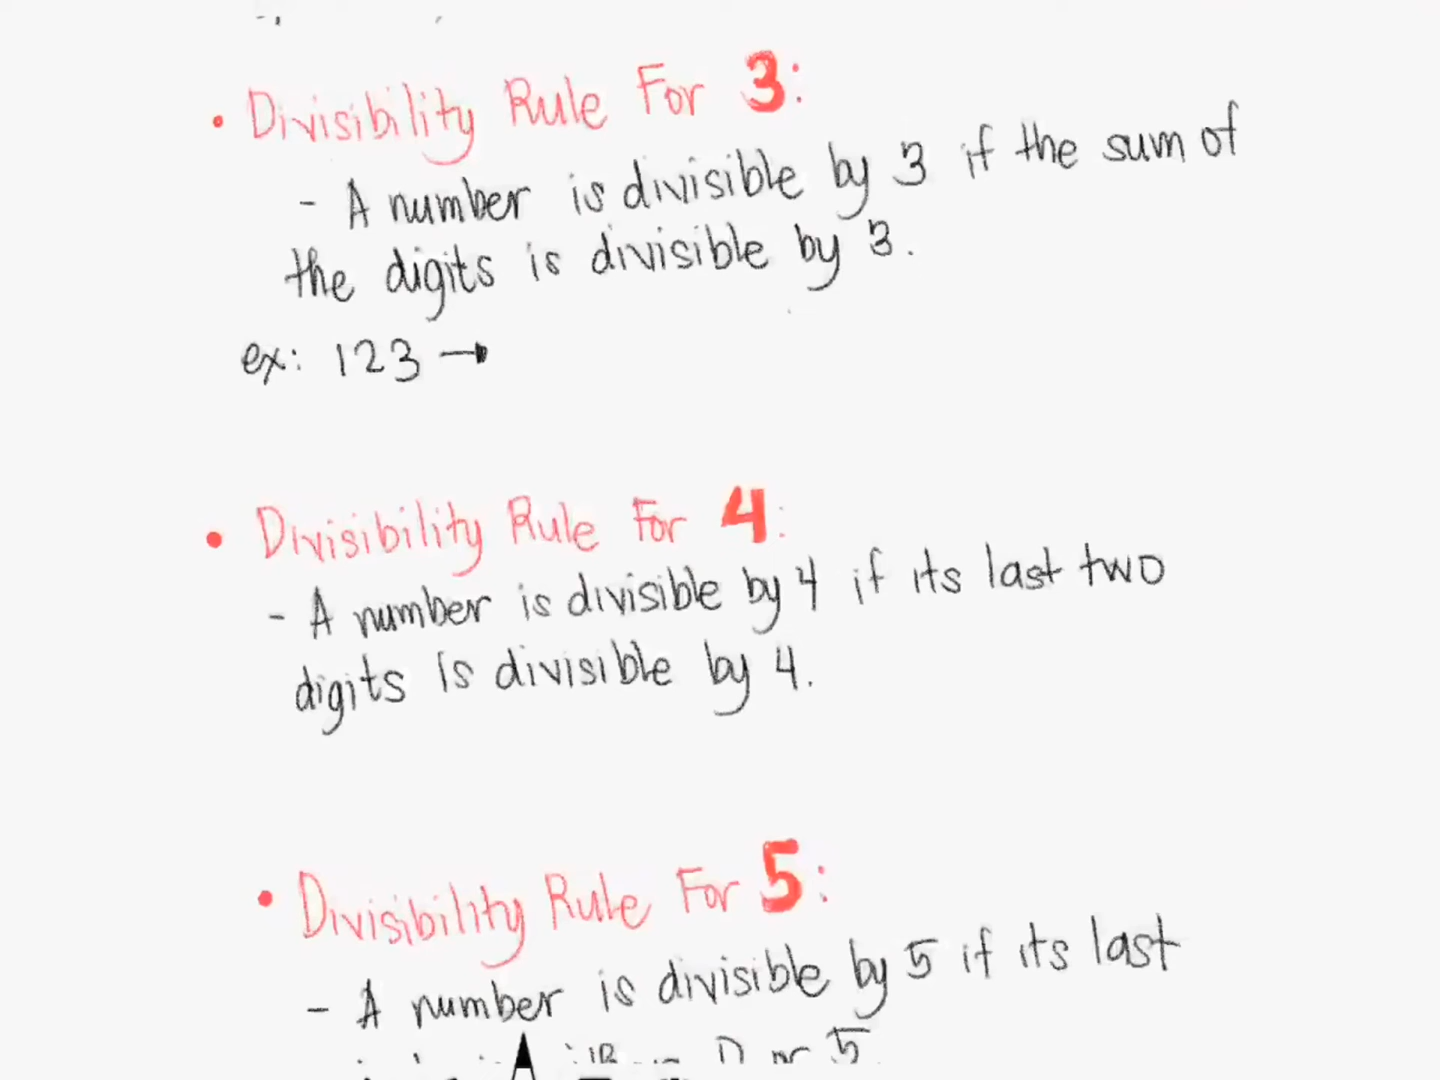 • Divisibility Rule For 3:
- A number is divisible by 3 if the sum of
the digits is divisible by 3.
ex: 123 →
• Divisibility Rule For 4:
- A number is divisible by 4 if its last two
digits is divisible by 4.
• Divisibility Rule For 5:
- A number is divisible by 5 if its last
or 5